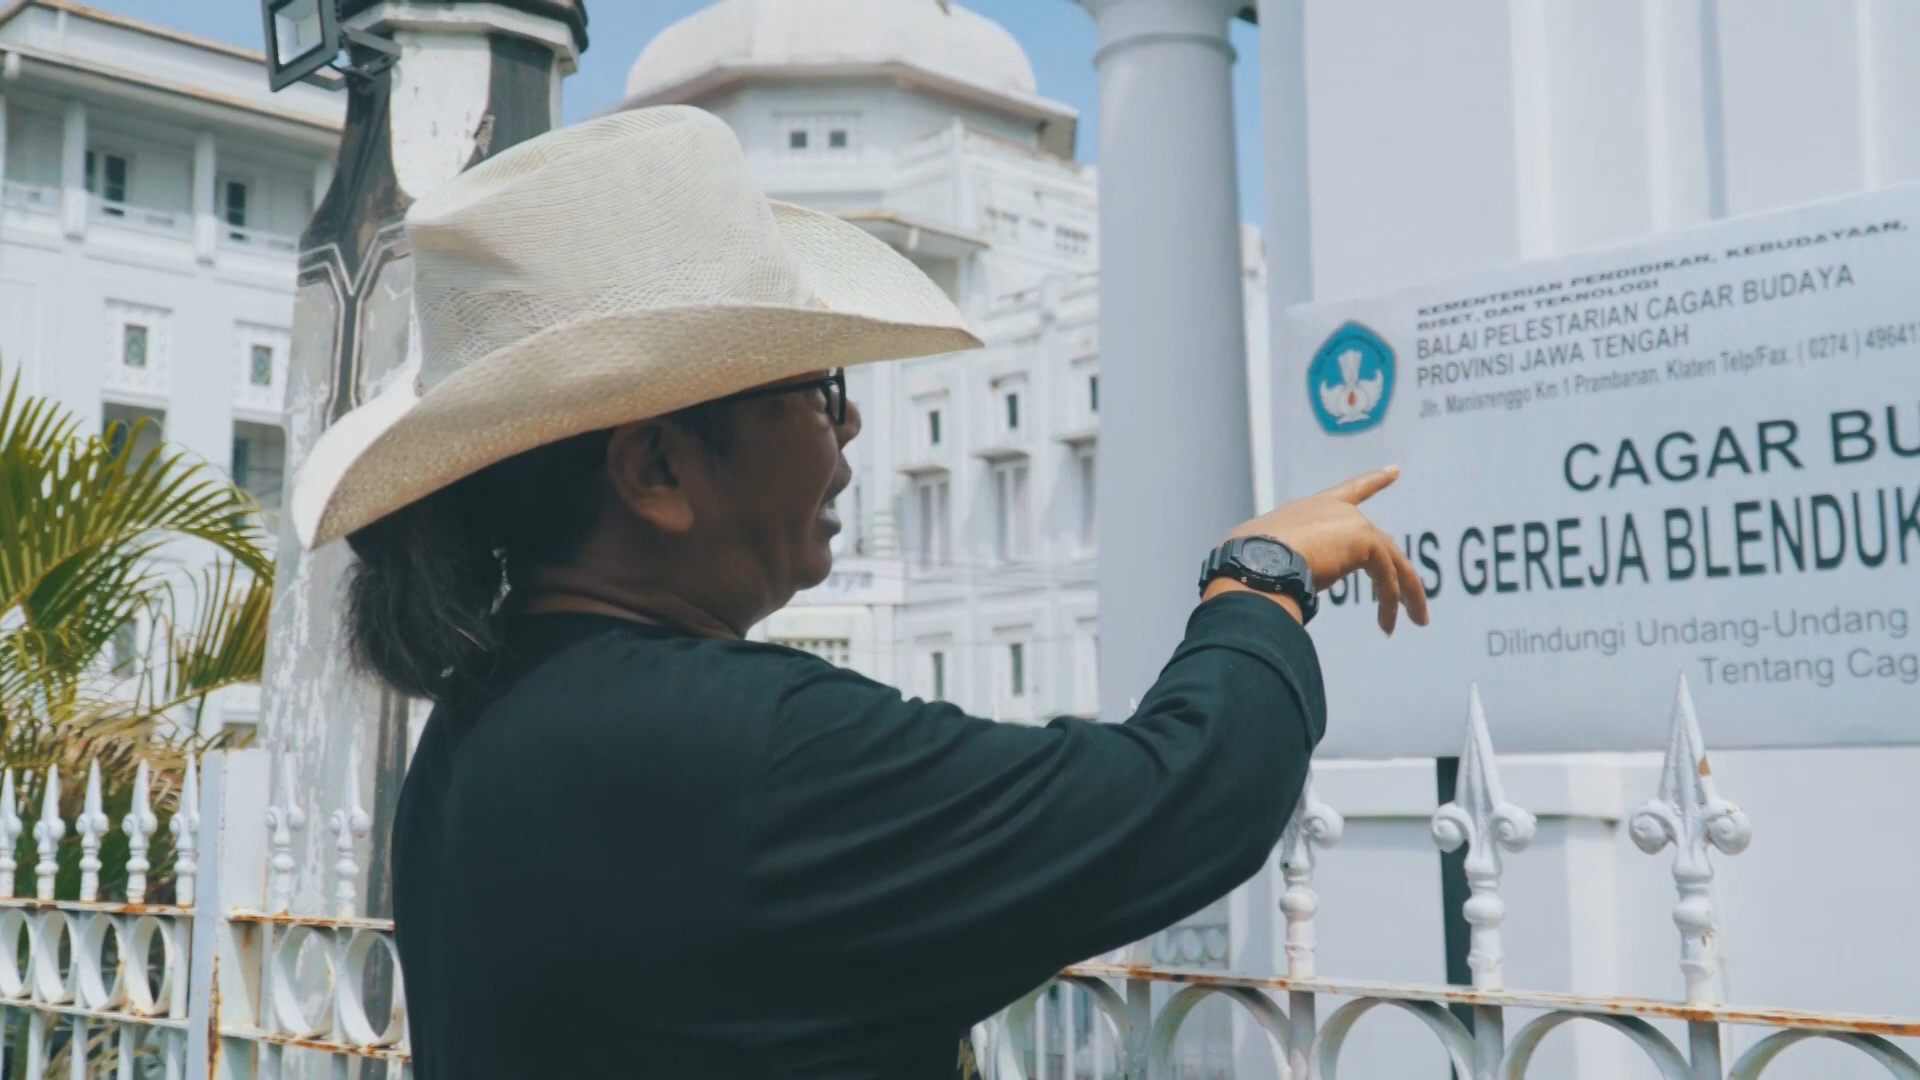 KEMENTERIAN PENDIDIKAN, KEBUDAYAAN,
RISET, DAN TEKNOLOGI
BALAI PELESTARIAN CAGAR BUDAYA
PROVINSI JAWA TENGAH
Jln. Manisrenggo Km 1 Prambanan, Klaten Telp/Fax. ( 0274 ) 49641
CAGAR BU
GEREJA BLENDUK
Dilindungi Undang-Undang
Tentang Cag